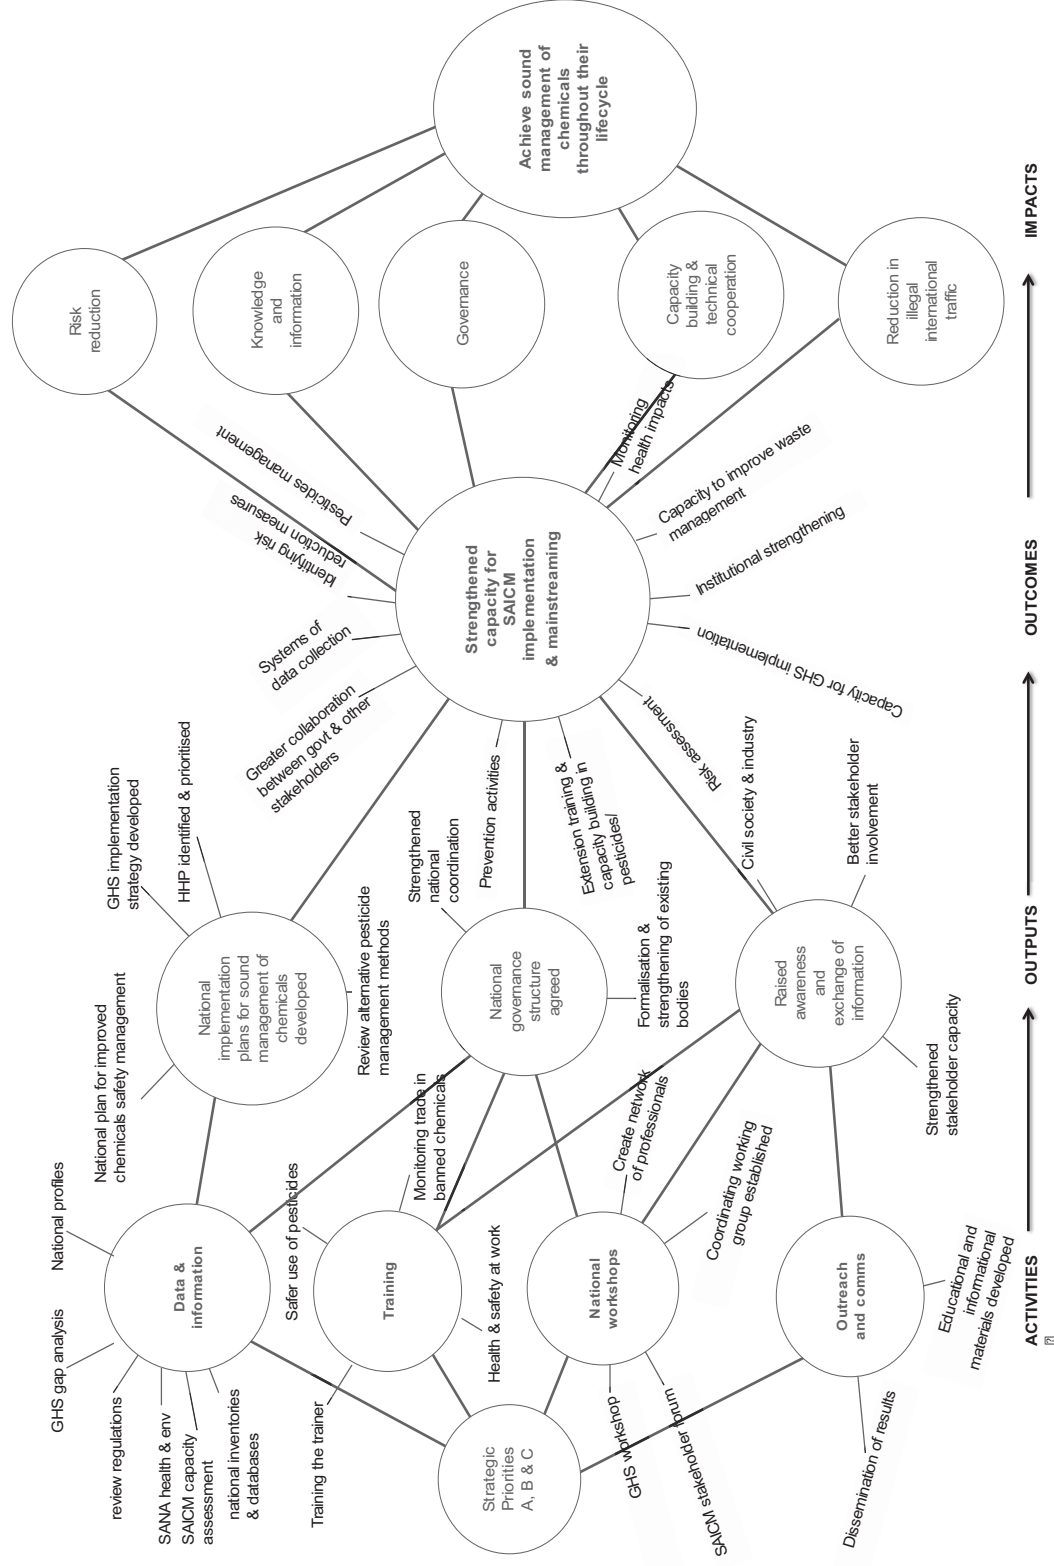 Strategic
Priorities
A, B & C
Data &
information
GHS gap analysis
National profiles
review regulations
SANA health & env
SAICM capacity
assessment
national inventories
& databases
Training
Training the trainer
Safer use of pesticides
Monitoring trade in
banned chemicals
Health & safety at work
National
workshops
GHS workshop
SAICM stakeholder forum
Create network
of professionals
Coordinating working
group established
Outreach
and comms
Dissemination of results
Educational and
informational
materials developed
National
implementation
plans for sound
management of
chemicals
developed
National plan for improved
chemicals safety management
GHS implementation
strategy developed
HHP identified & prioritised
Review alternative pesticide
management methods
National
governance
structure
agreed
Strengthened
national
coordination
Formalisation &
strengthening of existing
bodies
Raised
awareness
and
exchange of
information
Civil society & industry
Better stakeholder
involvement
Strengthened
stakeholder capacity
Strengthened
capacity for
SAICM
implementation
& mainstreaming
Greater collaboration
between govt & other
stakeholders
Systems of
data collection
Identifying risk
reduction measures
Pesticides management
Prevention activities
Extension training &
capacity building in
pesticides/
Risk assessment
Capacity for GHS implementation
Institutional strengthening
Capacity to improve waste
management
Monitoring
health impacts
Risk
reduction
Knowledge
and
information
Governance
Capacity
building &
technical
cooperation
Reduction in
illegal
international
traffic
Achieve sound
management of
chemicals
throughout their
lifecycle
ACTIVITIES
OUTPUTS
OUTCOMES
IMPACTS